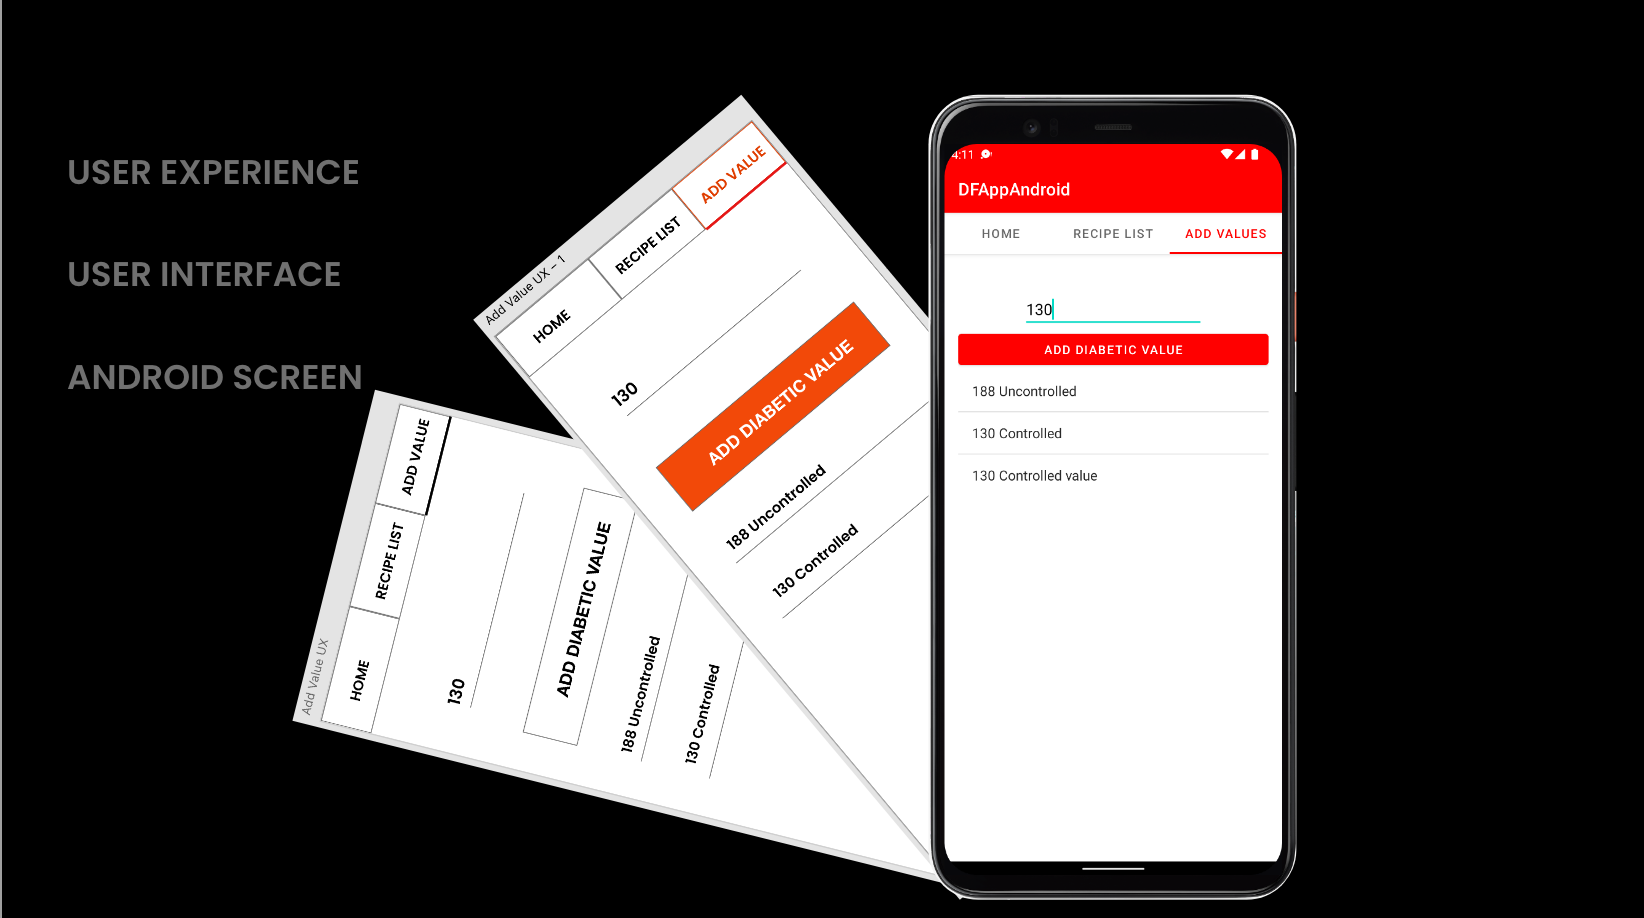 USER EXPERIENCE
USER INTERFACE
ANDROID SCREEN
Add Value UX
HOME
RECIPE LIST
ADD VALUE
130
ADD DIABETIC VALUE
188 Uncontrolled
130 Controlled
Add Value UX – 1
HOME
RECIPE LIST
ADD VALUE
130
ADD DIABETIC VALUE
188 Uncontrolled
130 Controlled
4:11
DFAppAndroid
HOME RECIPE LIST ADD VALUES
130
ADD DIABETIC VALUE
188 Uncontrolled
130 Controlled
130 Controlled value